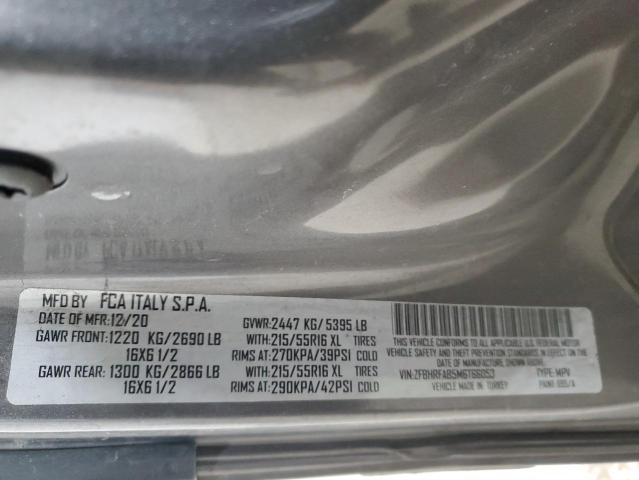 MFD BY FCA ITALY S.P.A.
DATE OF MFR:12/20 GVWR:2447 KG/5395 LB
GAWR FRONT:1220 KG/2690 LB WITH:215/55R16 XL TIRES
16X6 1/2 RIMS AT:270KPA/39PSI COLD
GAWR REAR:1300 KG/2866 LB WITH:215/55R16 XL TIRES
16X6 1/2 RIMS AT:290KPA/42PSI COLD
THIS VEHICLE CONFORMS TO ALL APPLICABLE U.S. FEDERAL MOTOR
VEHICLE SAFETY AND THEFT PREVENTION STANDARDS IN EFFECT ON THE
DATE OF MANUFACTURE, SHOWN ABOVE.
VIN:ZFBHRFAB5M6T66053 TYPE: MPV
VEHICLE MADE IN TURKEY PAINT: